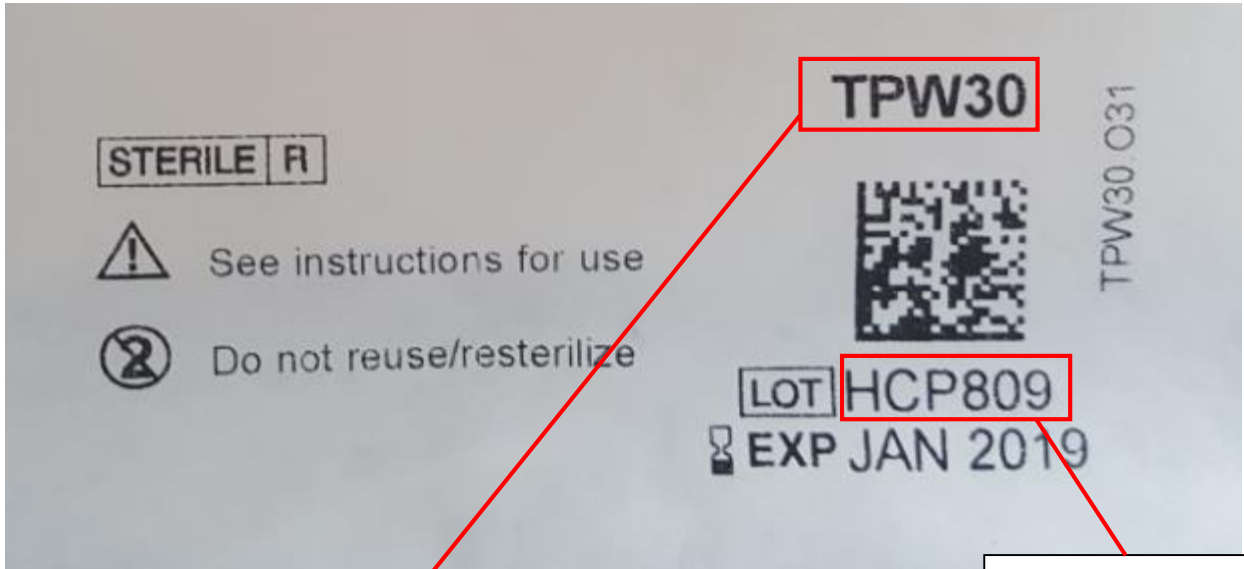 TPW30
TPW30.O31
STERILE R
See instructions for use
Do not reuse/resterilize
LOT HCP809
EXP JAN 2019